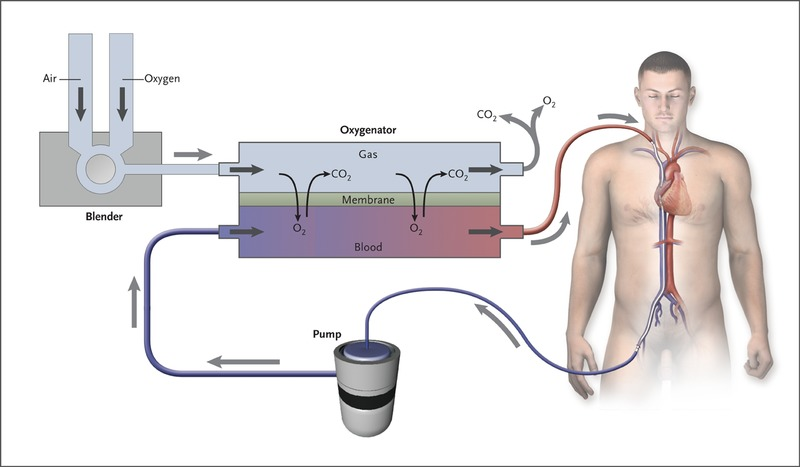 Air
Oxygen
Blender
Oxygenator
Gas
CO2
CO2
Membrane
O2
O2
Blood
CO2
O2
Pump